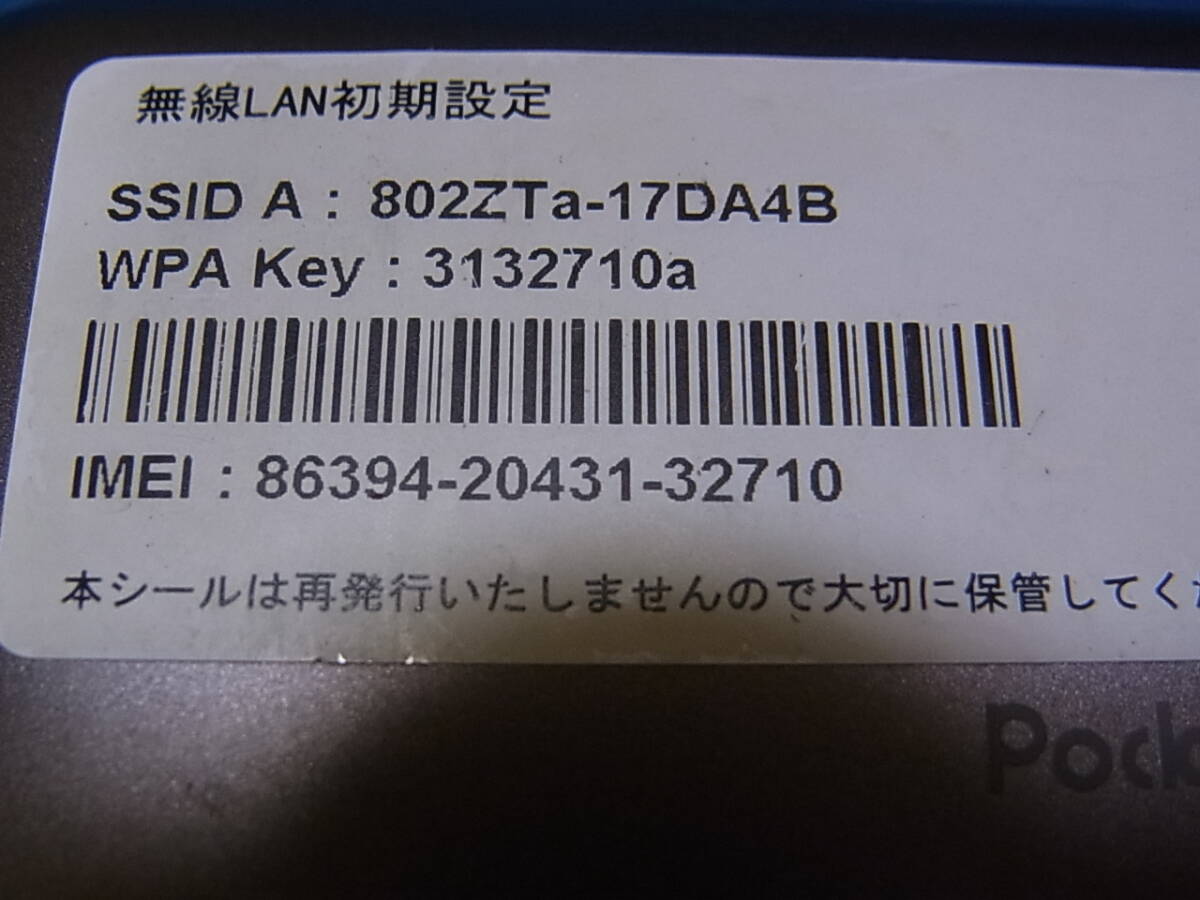 無線LAN初期設定
SSID A : 802ZTa-17DA4B
WPA Key : 3132710a
IMEI : 86394-20431-32710
本シールは再発行いたしませんので大切に保管してくだ
Pock